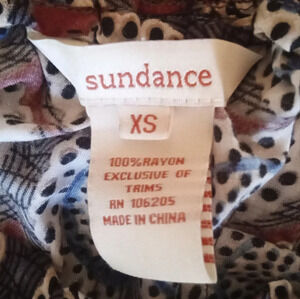 sundance
XS
100%RAYON
EXCLUSIVE OF
TRIMS
RN 106205
MADE IN CHINA